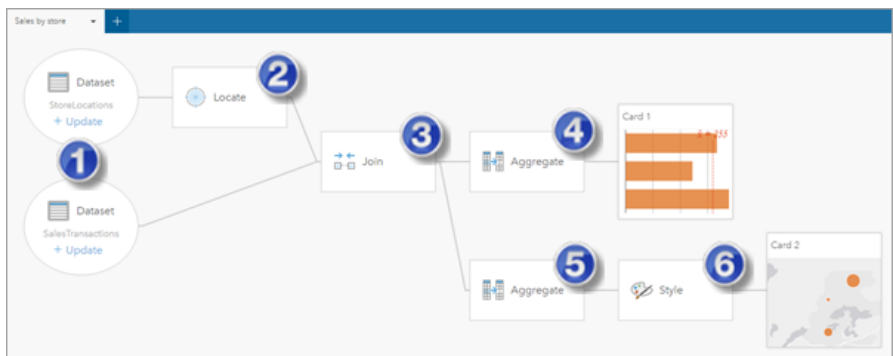 Sales by store
+
Dataset
StoreLocations
+ Update
1
Dataset
SalesTransactions
+ Update
Locate
2
Join
3
Aggregate
4
Card 1
Aggregate
5
Style
6
Card 2